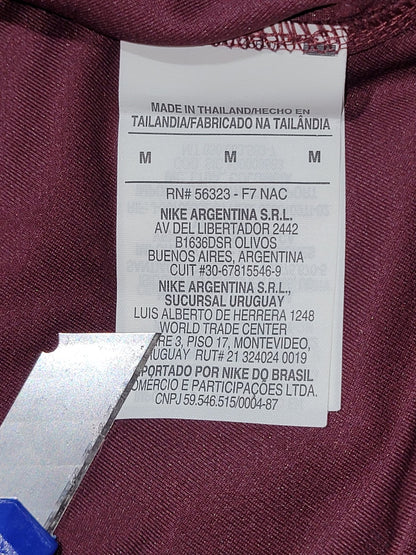 MADE IN THAILAND/HECHO EN
TAILANDIA/FABRICADO NA TAILÂNDIA
M M M
RN# 56323 - F7 NAC
NIKE ARGENTINA S.R.L.
AV DEL LIBERTADOR 2442
B1636DSR OLIVOS
BUENOS AIRES, ARGENTINA
CUIT #30-67815546-9
NIKE ARGENTINA S.R.L.,
SUCURSAL URUGUAY
LUIS ALBERTO DE HERRERA 1248
WORLD TRADE CENTER
RE 3, PISO 17, MONTEVIDEO,
UGUAY RUT# 21 324024 0019
PORTADO POR NIKE DO BRASIL
OMÉRCIO E PARTICIPAÇÕES LTDA.
CNPJ 59.546.515/0004-87